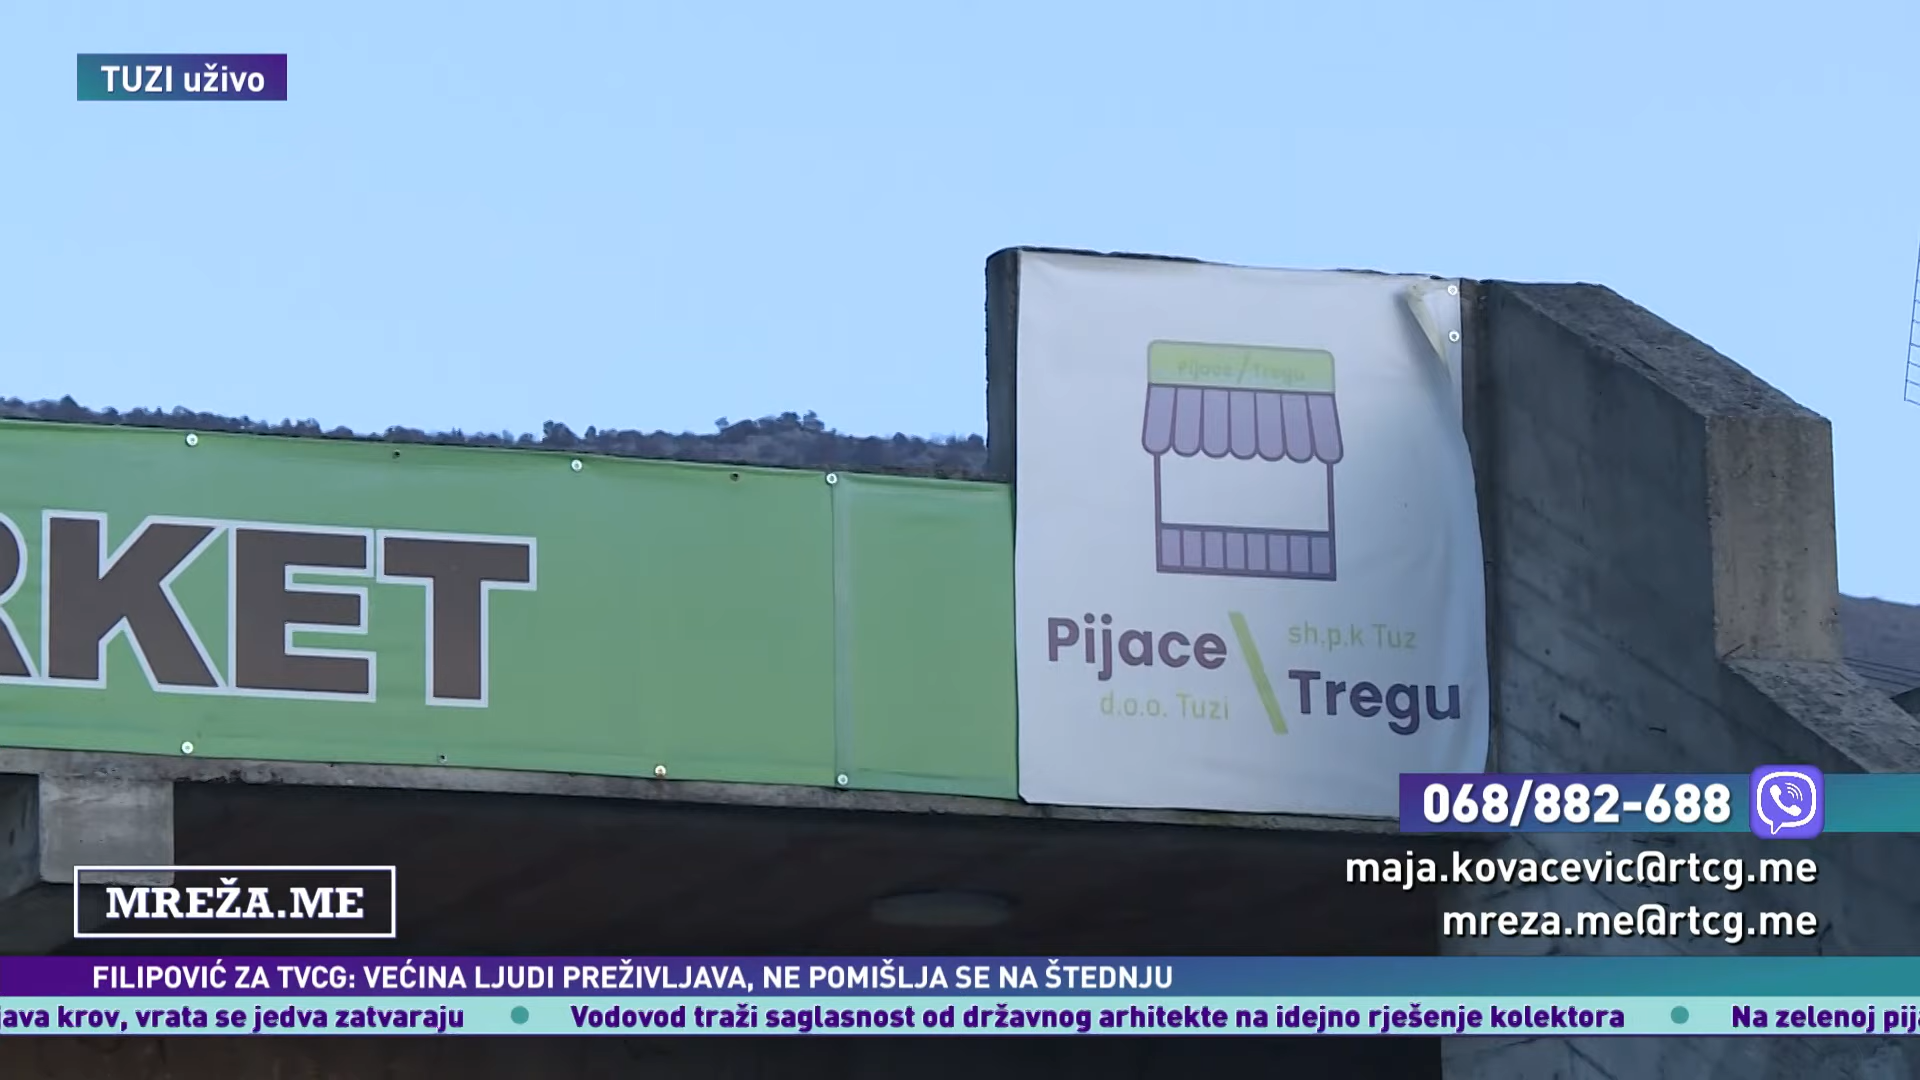 TUZI uživo
Pijace/Tregu
RKET
Pijace
sh.p.k Tuz
d.o.o. Tuzi
Tregu
068/882-688
maja.kovacevic@rtcg.me
mreza.me@rtcg.me
MREŽA.ME
FILIPOVIĆ ZA TVCG: VEĆINA LJUDI PREŽIVLJAVA, NE POMIŠLJA SE NA ŠTEDNJU
java krov, vrata se jedva zatvaraju • Vodovod traži saglasnost od državnog arhitekte na idejno rješenje kolektora • Na zelenoj pija